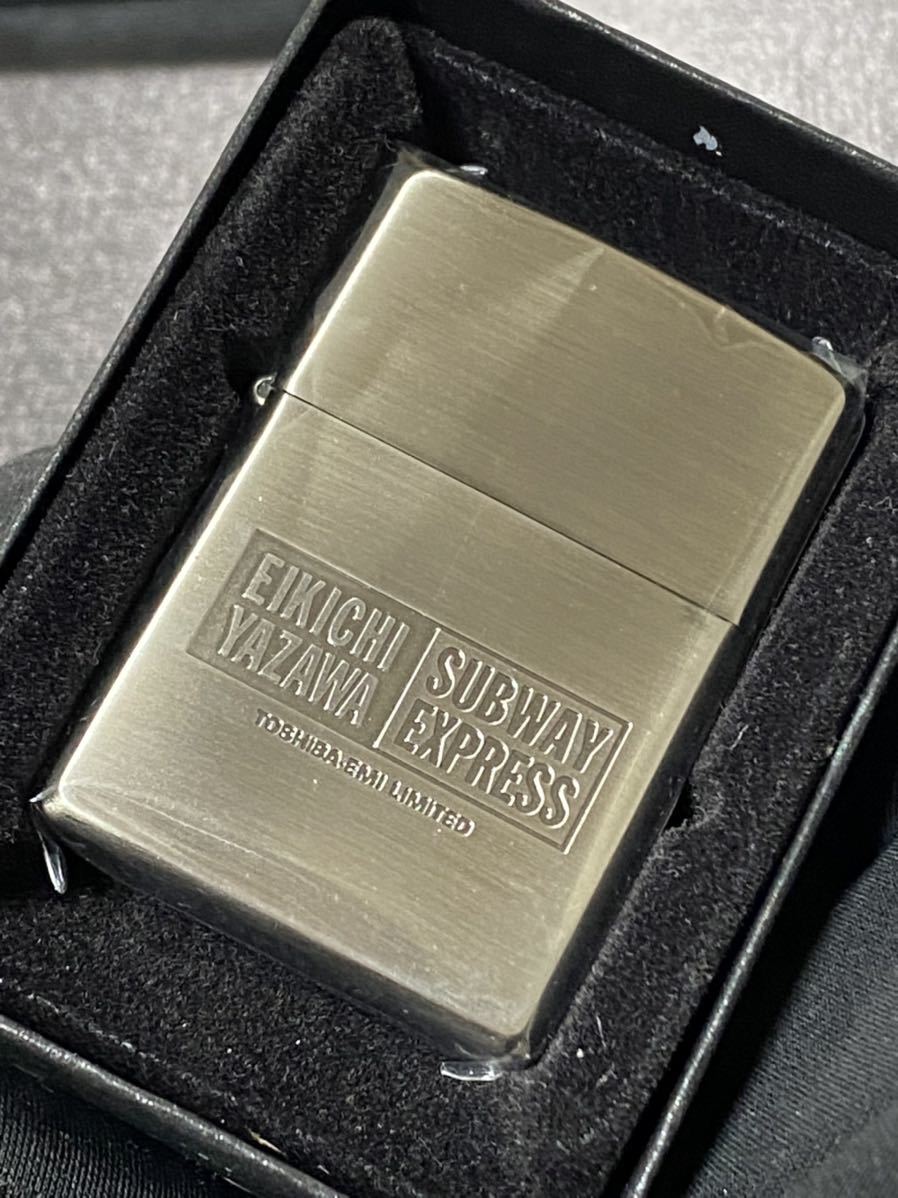 EIKICHI
YAZAWA
SUBWAY
EXPRESS
TOSHIBA-EMI LIMITED